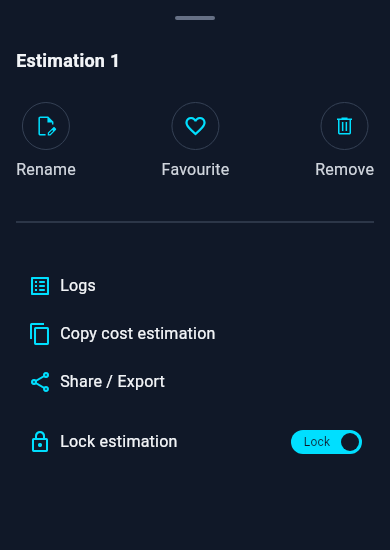 Estimation 1
Rename
Favourite
Remove
Logs
Copy cost estimation
Share / Export
Lock estimation
Lock